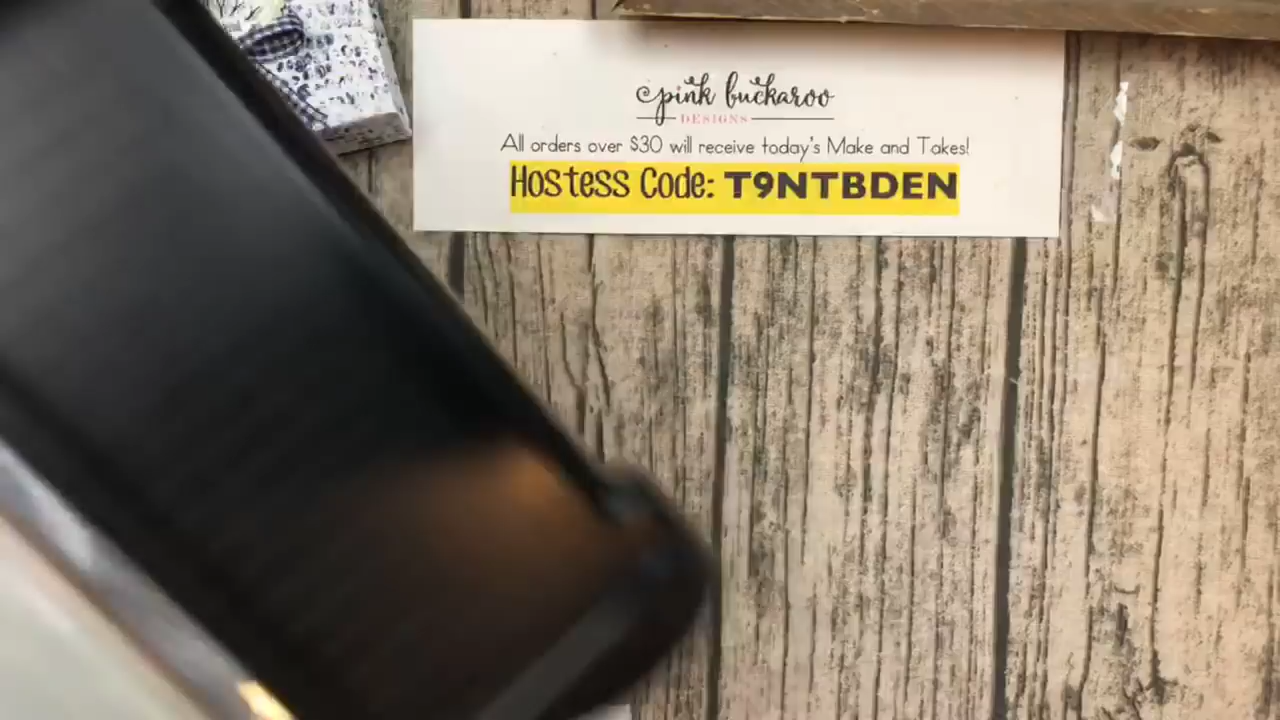 pink buckaroo
DESIGNS
All orders over $30 will receive today's Make and Takes!
Hostess Code: T9NTBDEN